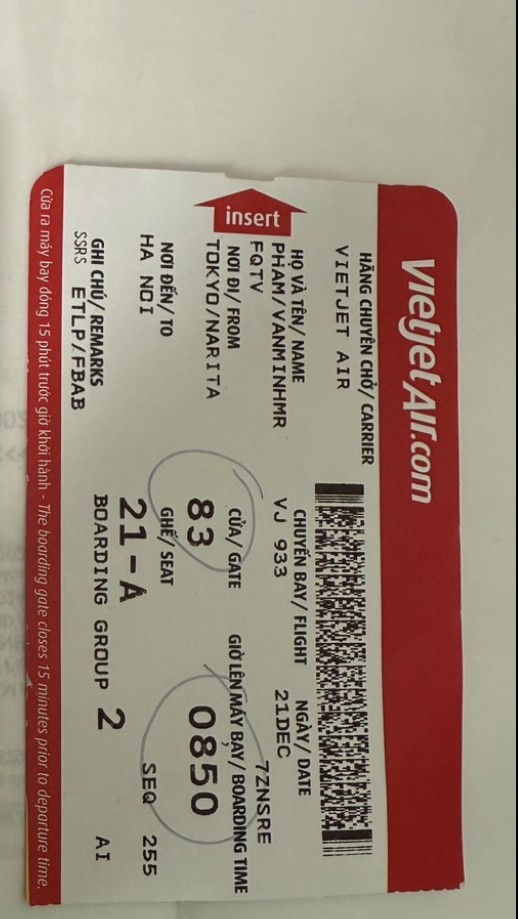 vietjetAir.com
HÃNG CHUYÊN CHỞ/ CARRIER
VIETJET AIR
HỌ VÀ TÊN/ NAME CHUYẾN BAY/ FLIGHT NGÀY/ DATE
PHAM/VANMINHMR VJ 933 21DEC
FQTV 7ZNSRE
insert
NƠI ĐI/ FROM CỬA/ GATE GIỜ LÊN MÁY BAY/ BOARDING TIME
TOKYO/NARITA 83 0850
NƠI ĐẾN/ TO GHẾ/ SEAT
HA NOI 21-A SEQ 255
GHI CHÚ/ REMARKS BOARDING GROUP 2 AI
SSRS ETLP/FBAB
Cửa ra máy bay đóng 15 phút trước giờ khởi hành - The boarding gate closes 15 minutes prior to departure time.